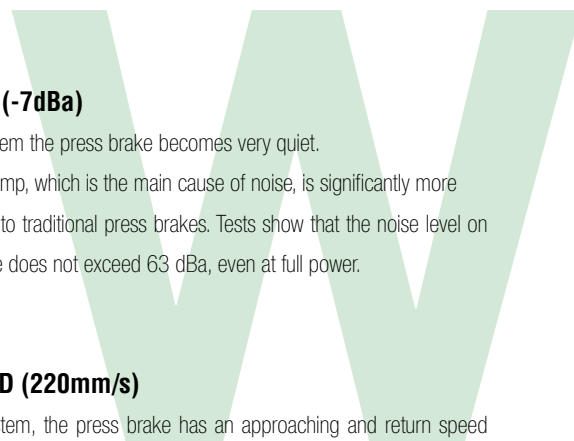 (-7dBa)
em the press brake becomes very quiet.
mp, which is the main cause of noise, is significantly more
to traditional press brakes. Tests show that the noise level on
e does not exceed 63 dBa, even at full power.
D (220mm/s)
stem, the press brake has an approaching and return speed
W